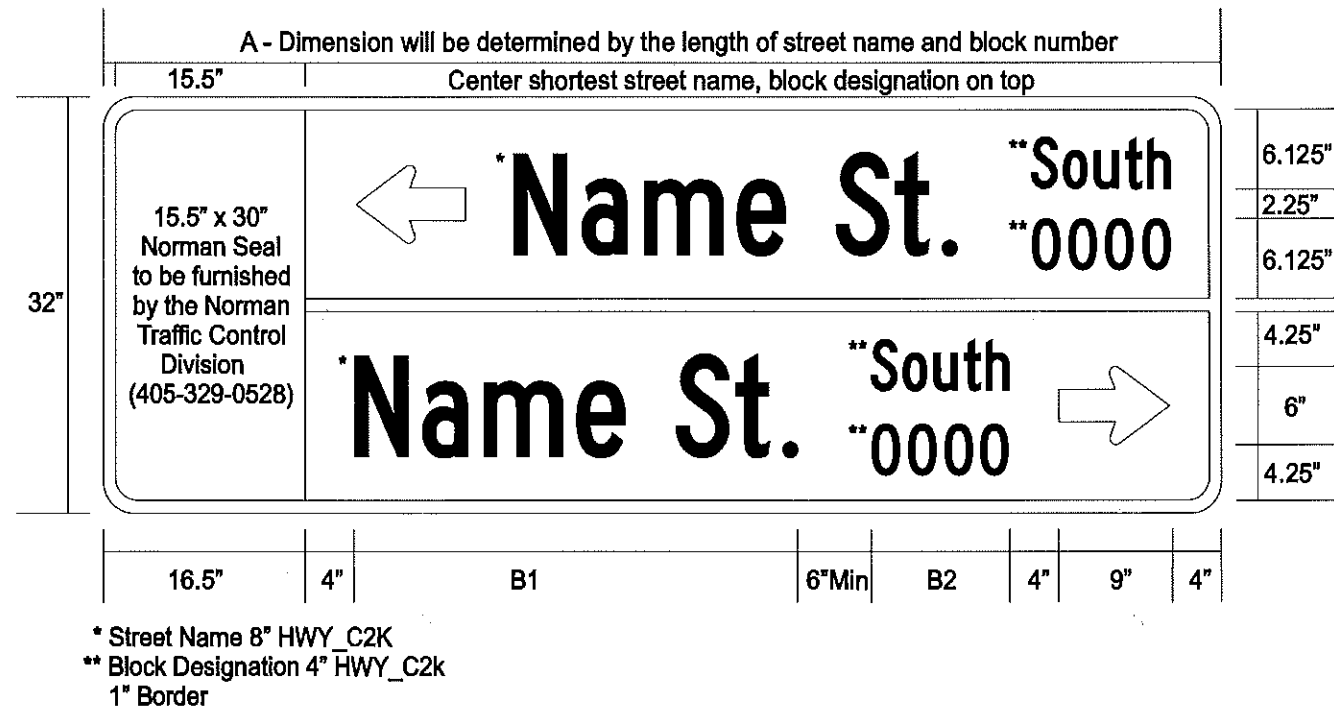 A - Dimension will be determined by the length of street name and block number
15.5"
Center shortest street name, block designation on top
32"
15.5" x 30"
Norman Seal
to be furnished
by the Norman
Traffic Control
Division
(405-329-0528)
*Name St.
**South
**0000
*Name St.
**South
**0000
6.125"
2.25"
6.125"
4.25"
6"
4.25"
16.5"
4"
B1
6"Min
B2
4"
9"
4"
* Street Name 8" HWY_C2K
** Block Designation 4" HWY_C2k
1" Border